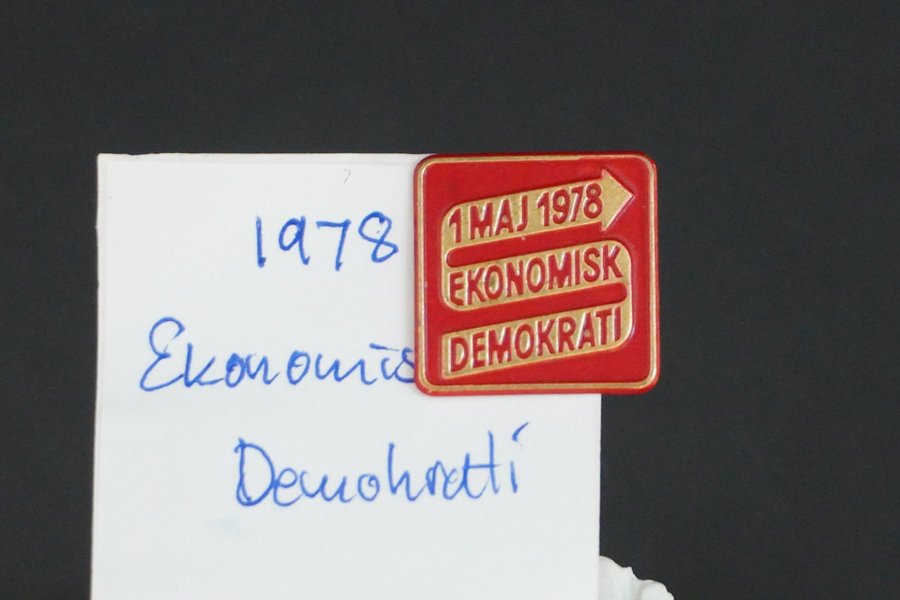 1978
Ekonomis
Demokrati
1 MAJ 1978
EKONOMISK
DEMOKRATI